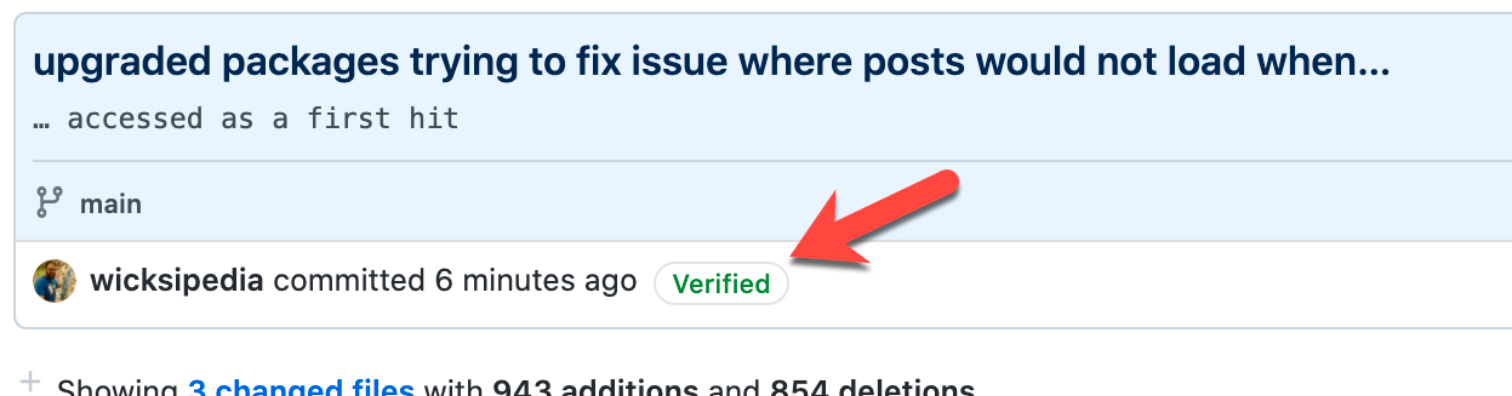 upgraded packages trying to fix issue where posts would not load when...
… accessed as a first hit
main
wicksipedia committed 6 minutes ago Verified
Showing 3 changed files with 943 additions and 854 deletions